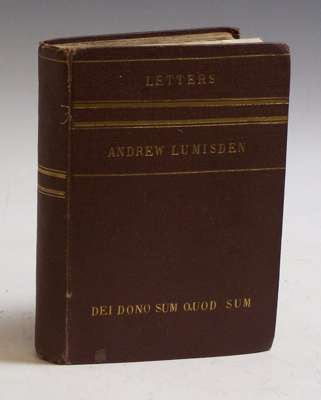 LETTERS
ANDREW LUMISDEN
DEI DONO SUM QUOD SUM